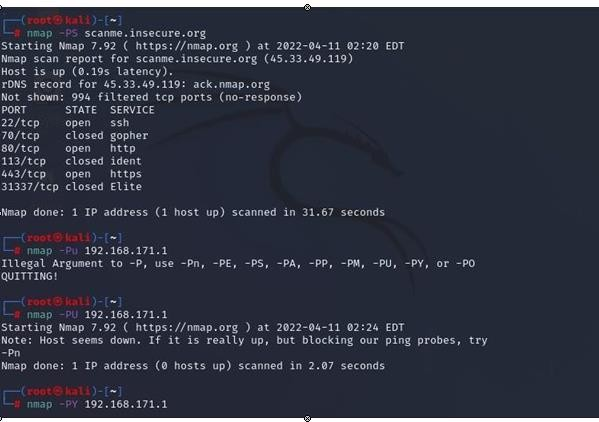 ┌──(root㉿kali)-[~]
└─# nmap -PS scanme.insecure.org
Starting Nmap 7.92 ( https://nmap.org ) at 2022-04-11 02:20 EDT
Nmap scan report for scanme.insecure.org (45.33.49.119)
Host is up (0.19s latency).
rDNS record for 45.33.49.119: ack.nmap.org
Not shown: 994 filtered tcp ports (no-response)
PORT      STATE  SERVICE
22/tcp    open   ssh
70/tcp    closed gopher
80/tcp    open   http
113/tcp   closed ident
443/tcp   open   https
31337/tcp closed Elite
Nmap done: 1 IP address (1 host up) scanned in 31.67 seconds
┌──(root㉿kali)-[~]
└─# nmap -Pu 192.168.171.1
Illegal Argument to -P, use -Pn, -PE, -PS, -PA, -PP, -PM, -PU, -PY, or -PO
QUITTING!
┌──(root㉿kali)-[~]
└─# nmap -PU 192.168.171.1
Starting Nmap 7.92 ( https://nmap.org ) at 2022-04-11 02:24 EDT
Note: Host seems down. If it is really up, but blocking our ping probes, try
-Pn
Nmap done: 1 IP address (0 hosts up) scanned in 2.07 seconds
┌──(root㉿kali)-[~]
└─# nmap -PY 192.168.171.1